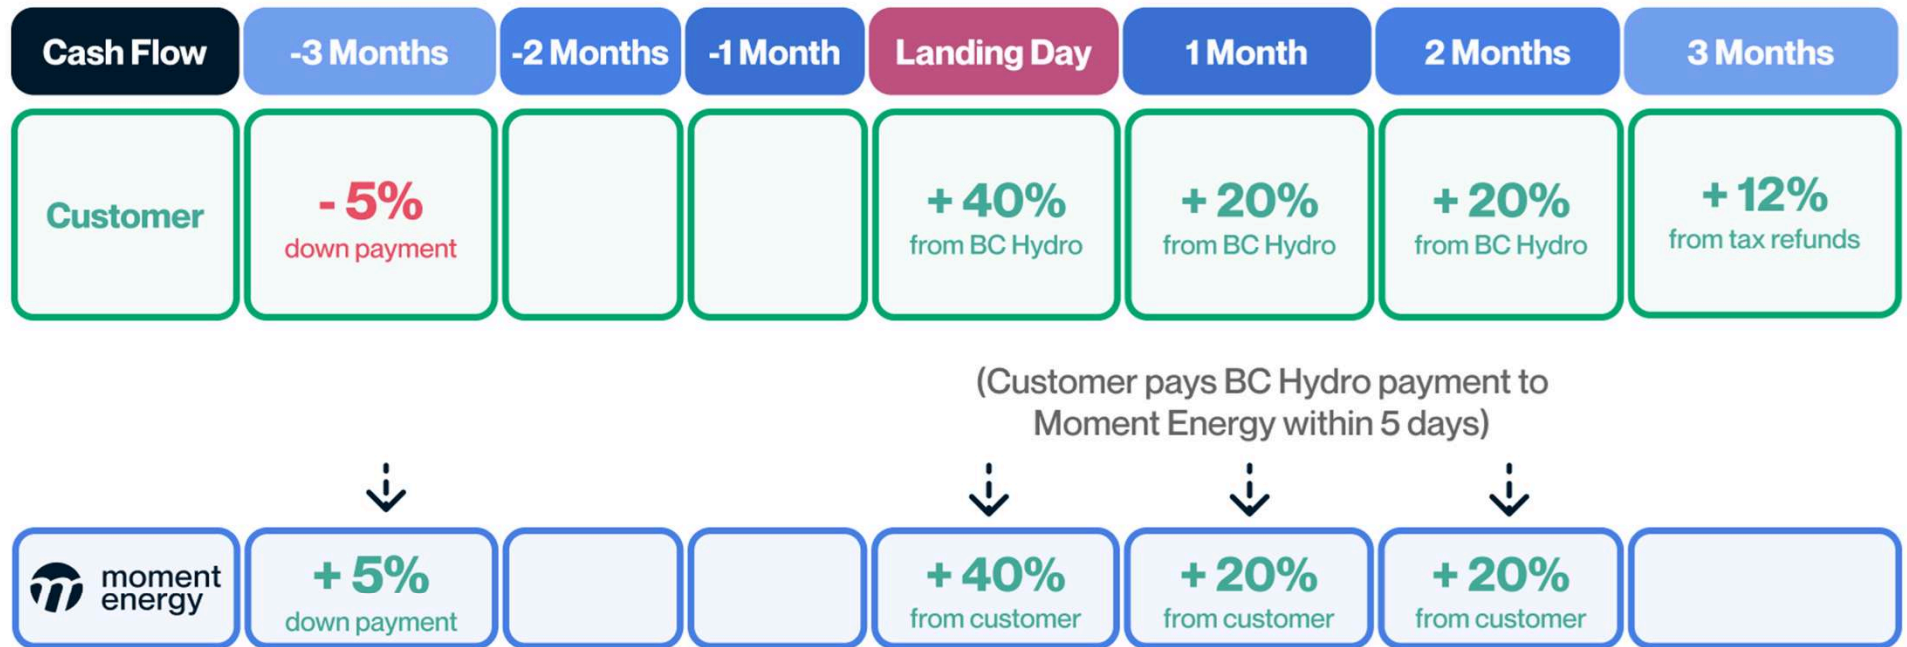 Cash Flow
-3 Months
-2 Months
-1 Month
Landing Day
1 Month
2 Months
3 Months
Customer
- 5%
down payment
+ 40%
from BC Hydro
+ 20%
from BC Hydro
+ 20%
from BC Hydro
+ 12%
from tax refunds
(Customer pays BC Hydro payment to
Moment Energy within 5 days)
moment
energy
+ 5%
down payment
+ 40%
from customer
+ 20%
from customer
+ 20%
from customer